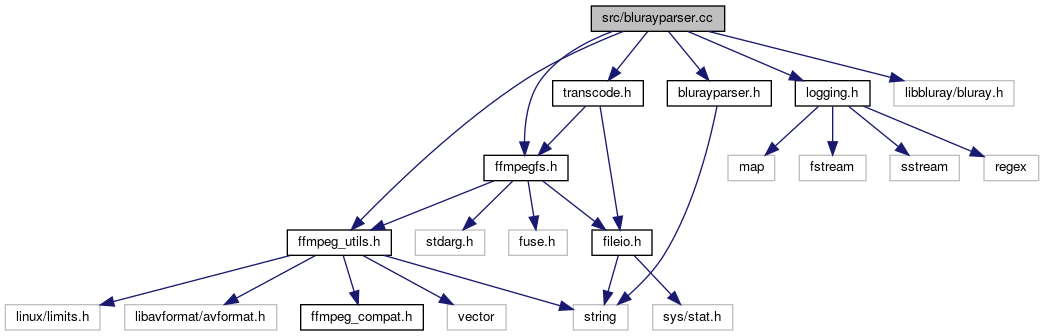 src/blurayparser.cc
transcode.h
blurayparser.h
logging.h
libbluray/bluray.h
ffmpegfs.h
map
fstream
sstream
regex
ffmpeg_utils.h
stdarg.h
fuse.h
fileio.h
linux/limits.h
libavformat/avformat.h
ffmpeg_compat.h
vector
string
sys/stat.h